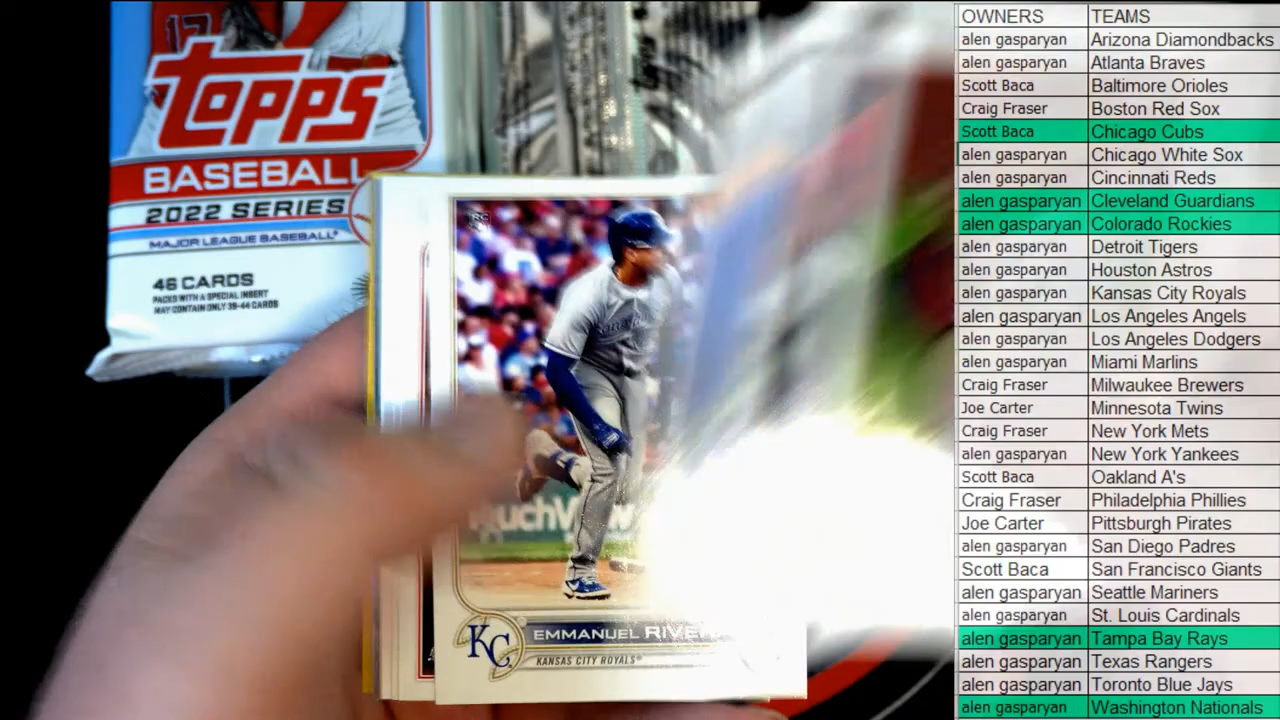 17
TOPPS
BASEBALL
2022 SERIES
MAJOR LEAGUE BASEBALL®
46 CARDS
PACKED WITH A SPECIAL INSERT
MAY CONTAIN ONLY 39-44 CARDS
KC
EMMANUEL
KANSAS CITY ROYALS®
OWNERS TEAMS
alen gasparyan Arizona Diamondbacks
alen gasparyan Atlanta Braves
Scott Baca Baltimore Orioles
Craig Fraser Boston Red Sox
Scott Baca Chicago Cubs
alen gasparyan Chicago White Sox
alen gasparyan Cincinnati Reds
alen gasparyan Cleveland Guardians
alen gasparyan Colorado Rockies
alen gasparyan Detroit Tigers
alen gasparyan Houston Astros
alen gasparyan Kansas City Royals
alen gasparyan Los Angeles Angels
alen gasparyan Los Angeles Dodgers
alen gasparyan Miami Marlins
Craig Fraser Milwaukee Brewers
Joe Carter Minnesota Twins
Craig Fraser New York Mets
alen gasparyan New York Yankees
Scott Baca Oakland A's
Craig Fraser Philadelphia Phillies
Joe Carter Pittsburgh Pirates
alen gasparyan San Diego Padres
Scott Baca San Francisco Giants
alen gasparyan Seattle Mariners
alen gasparyan St. Louis Cardinals
alen gasparyan Tampa Bay Rays
alen gasparyan Texas Rangers
alen gasparyan Toronto Blue Jays
alen gasparyan Washington Nationals